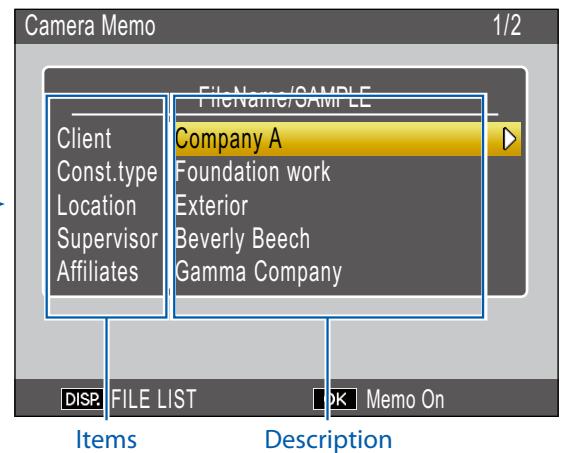 Camera Memo 1/2
FileName/SAMPLE
Client Company A
Const.type Foundation work
Location Exterior
Supervisor Beverly Beech
Affiliates Gamma Company
DISP. FILE LIST OK Memo On
Items Description